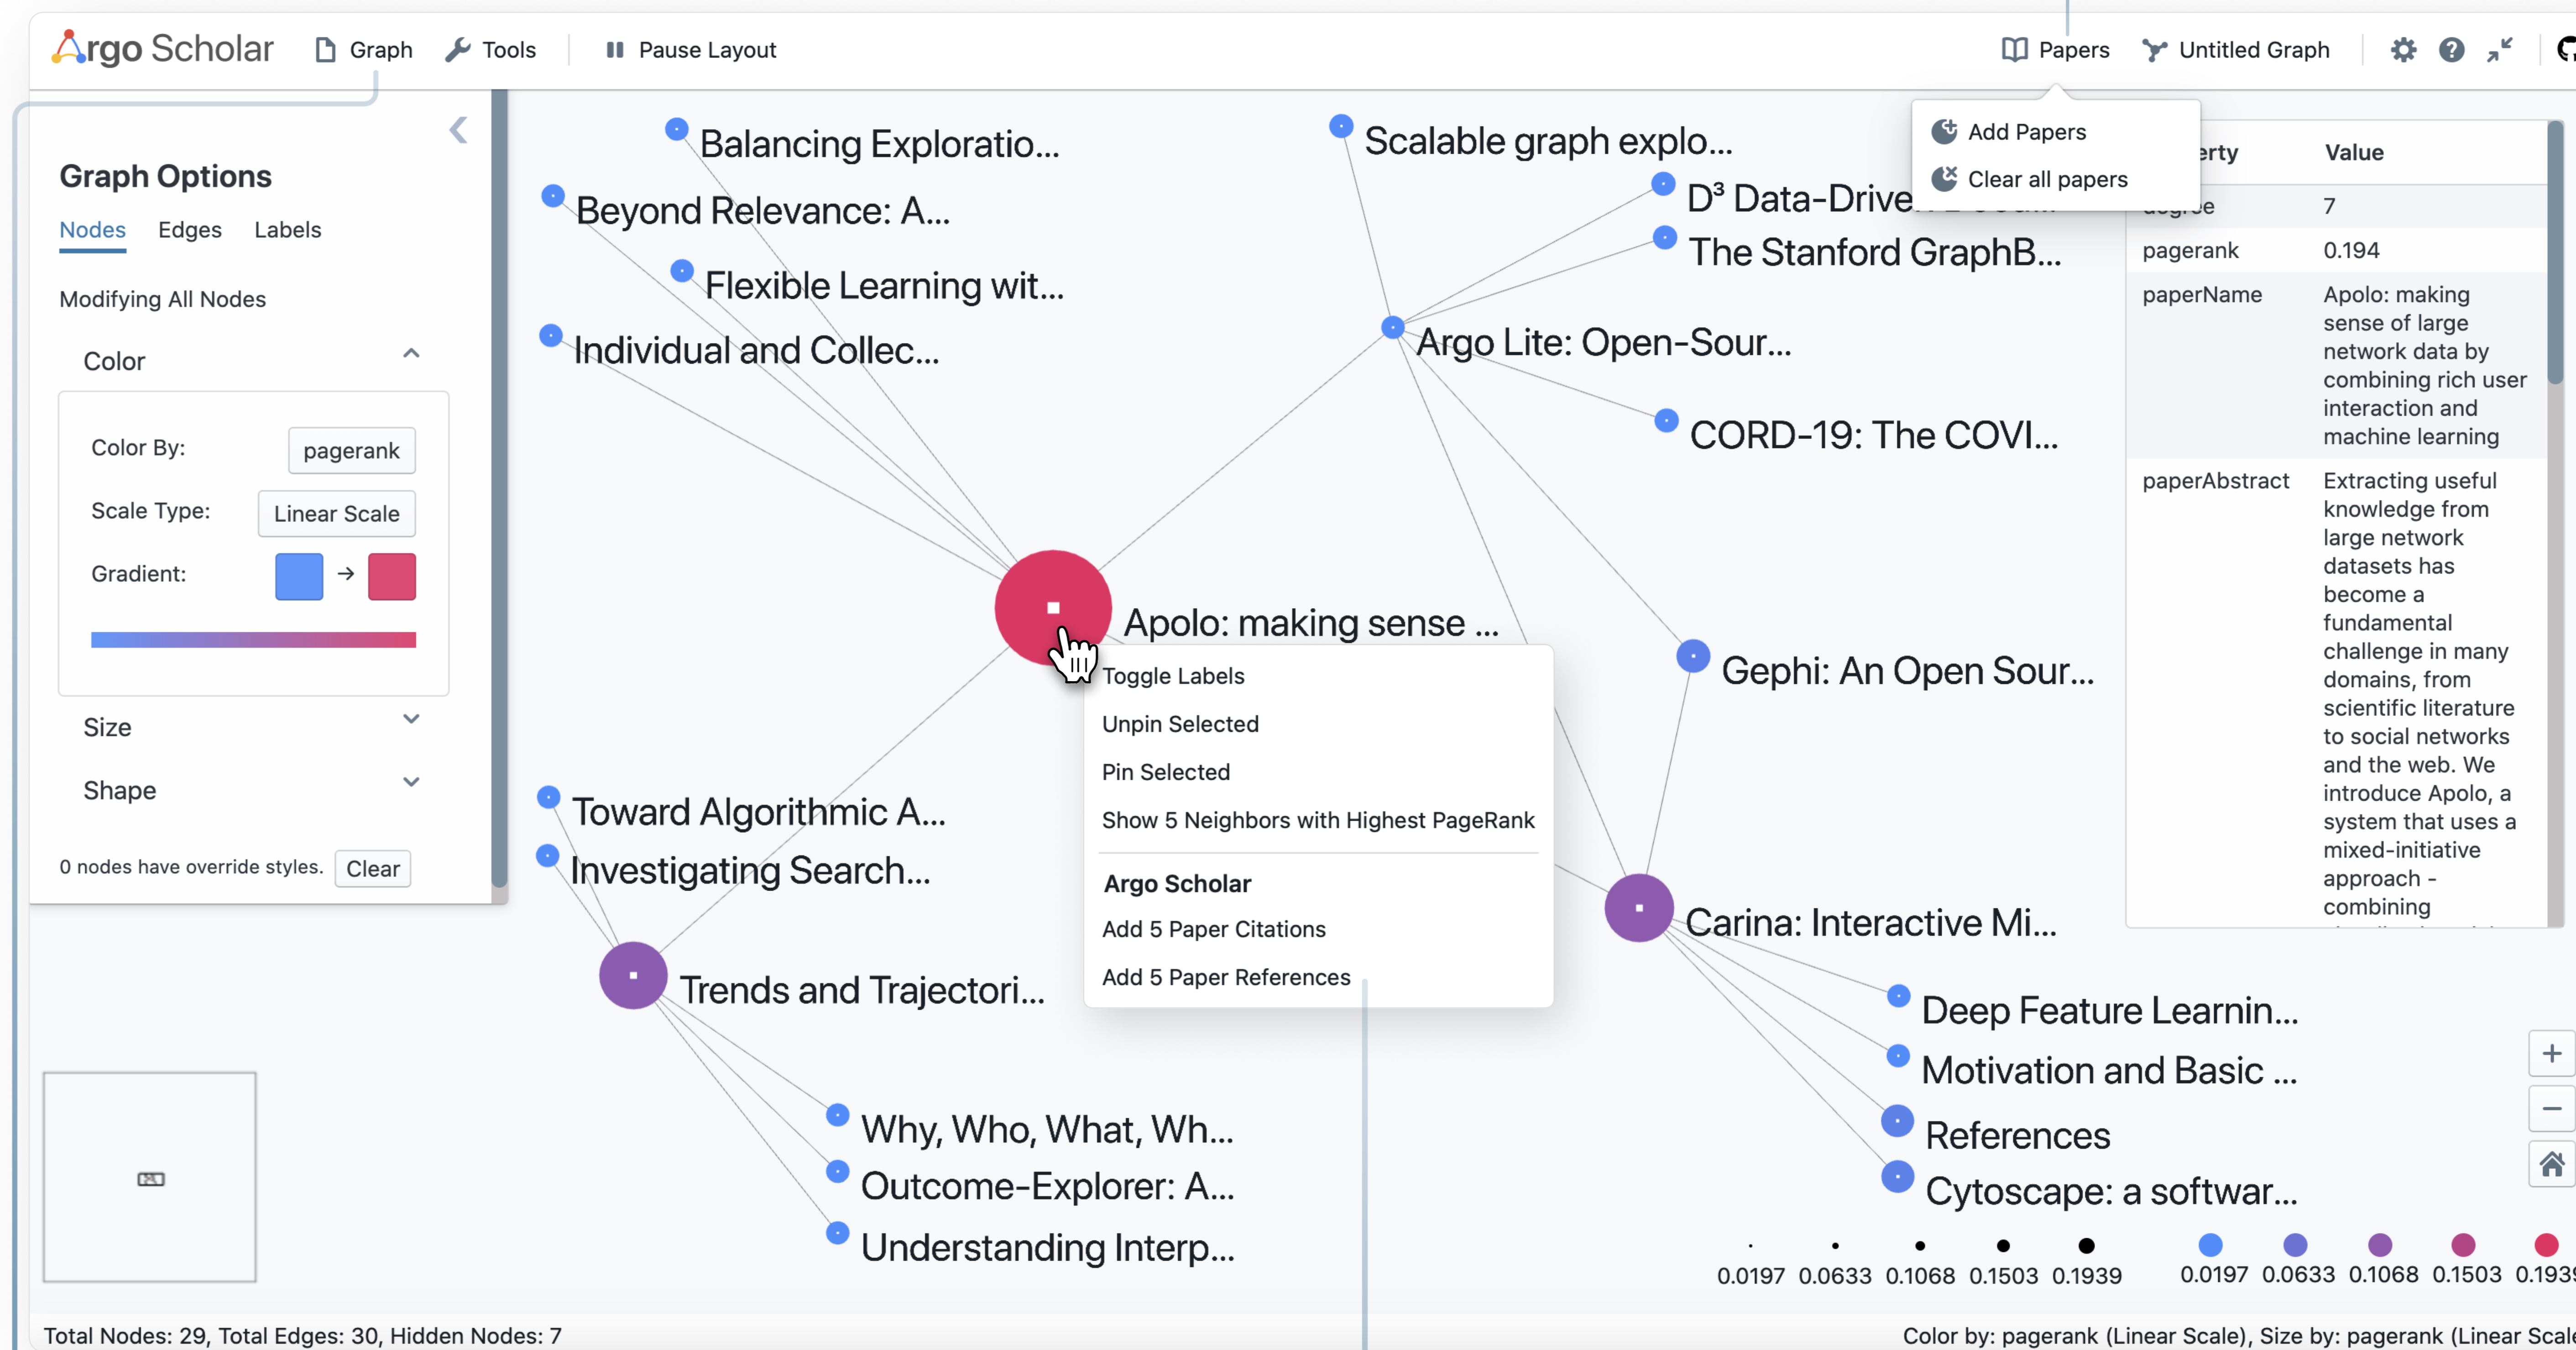 Argo Scholar
Graph
Tools
Pause Layout
Papers
Untitled Graph
Add Papers
Clear all papers
Graph Options
Nodes Edges Labels
Modifying All Nodes
Color
Color By: pagerank
Scale Type: Linear Scale
Gradient:
Size
Shape
0 nodes have override styles. Clear
Balancing Exploratio...
Beyond Relevance: A...
Flexible Learning wit...
Individual and Collec...
Scalable graph explo...
D³ Data-Drive
The Stanford GraphB...
Argo Lite: Open-Sour...
CORD-19: The COVI...
Apolo: making sense ...
Gephi: An Open Sour...
Toggle Labels
Unpin Selected
Pin Selected
Show 5 Neighbors with Highest PageRank
Argo Scholar
Add 5 Paper Citations
Add 5 Paper References
Toward Algorithmic A...
Investigating Search...
Trends and Trajectori...
Carina: Interactive Mi...
Deep Feature Learnin...
Motivation and Basic ...
References
Cytoscape: a softwar...
Why, Who, What, Wh...
Outcome-Explorer: A...
Understanding Interp...
erty Value
7
pagerank 0.194
paperName Apolo: making
sense of large
network data by
combining rich user
interaction and
machine learning
paperAbstract Extracting useful
knowledge from
large network
datasets has
become a
fundamental
challenge in many
domains, from
scientific literature
to social networks
and the web. We
introduce Apolo, a
system that uses a
mixed-initiative
approach -
combining
0.0197 0.0633 0.1068 0.1503 0.1939
0.0197 0.0633 0.1068 0.1503 0.193
Total Nodes: 29, Total Edges: 30, Hidden Nodes: 7
Color by: pagerank (Linear Scale), Size by: pagerank (Linear Scale